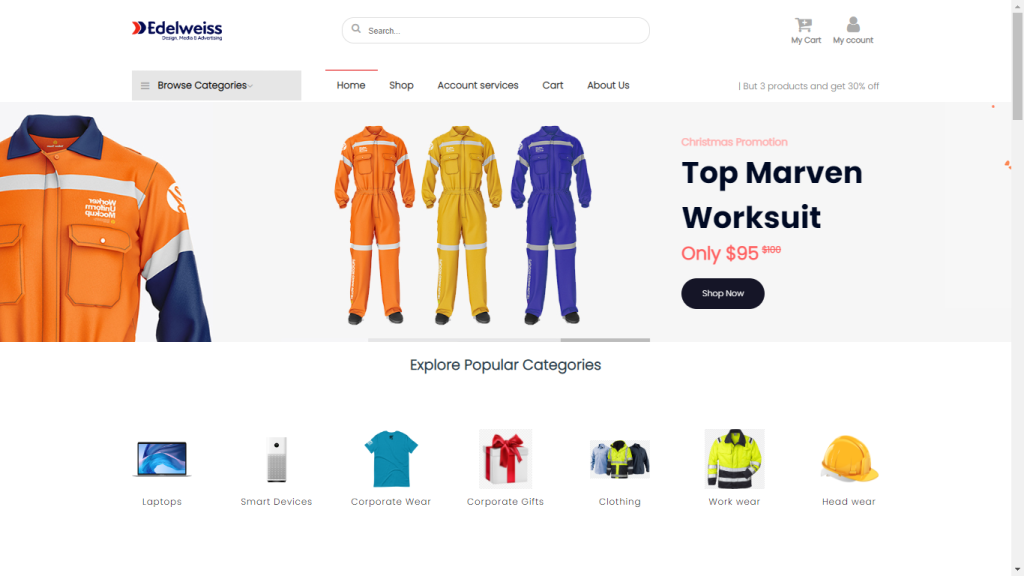 Edelweiss
Design, Media & Advertising
Search...
My Cart
My ccount
Browse Categories
Home
Shop
Account services
Cart
About Us
| But 3 products and get 30% off
Worker
Uniform
Mockup
Christmas Promotion
Top Marven
Worksuit
Only $95 $100
Shop Now
Explore Popular Categories
Laptops
Smart Devices
Corporate Wear
Corporate Gifts
Clothing
Work wear
Head wear